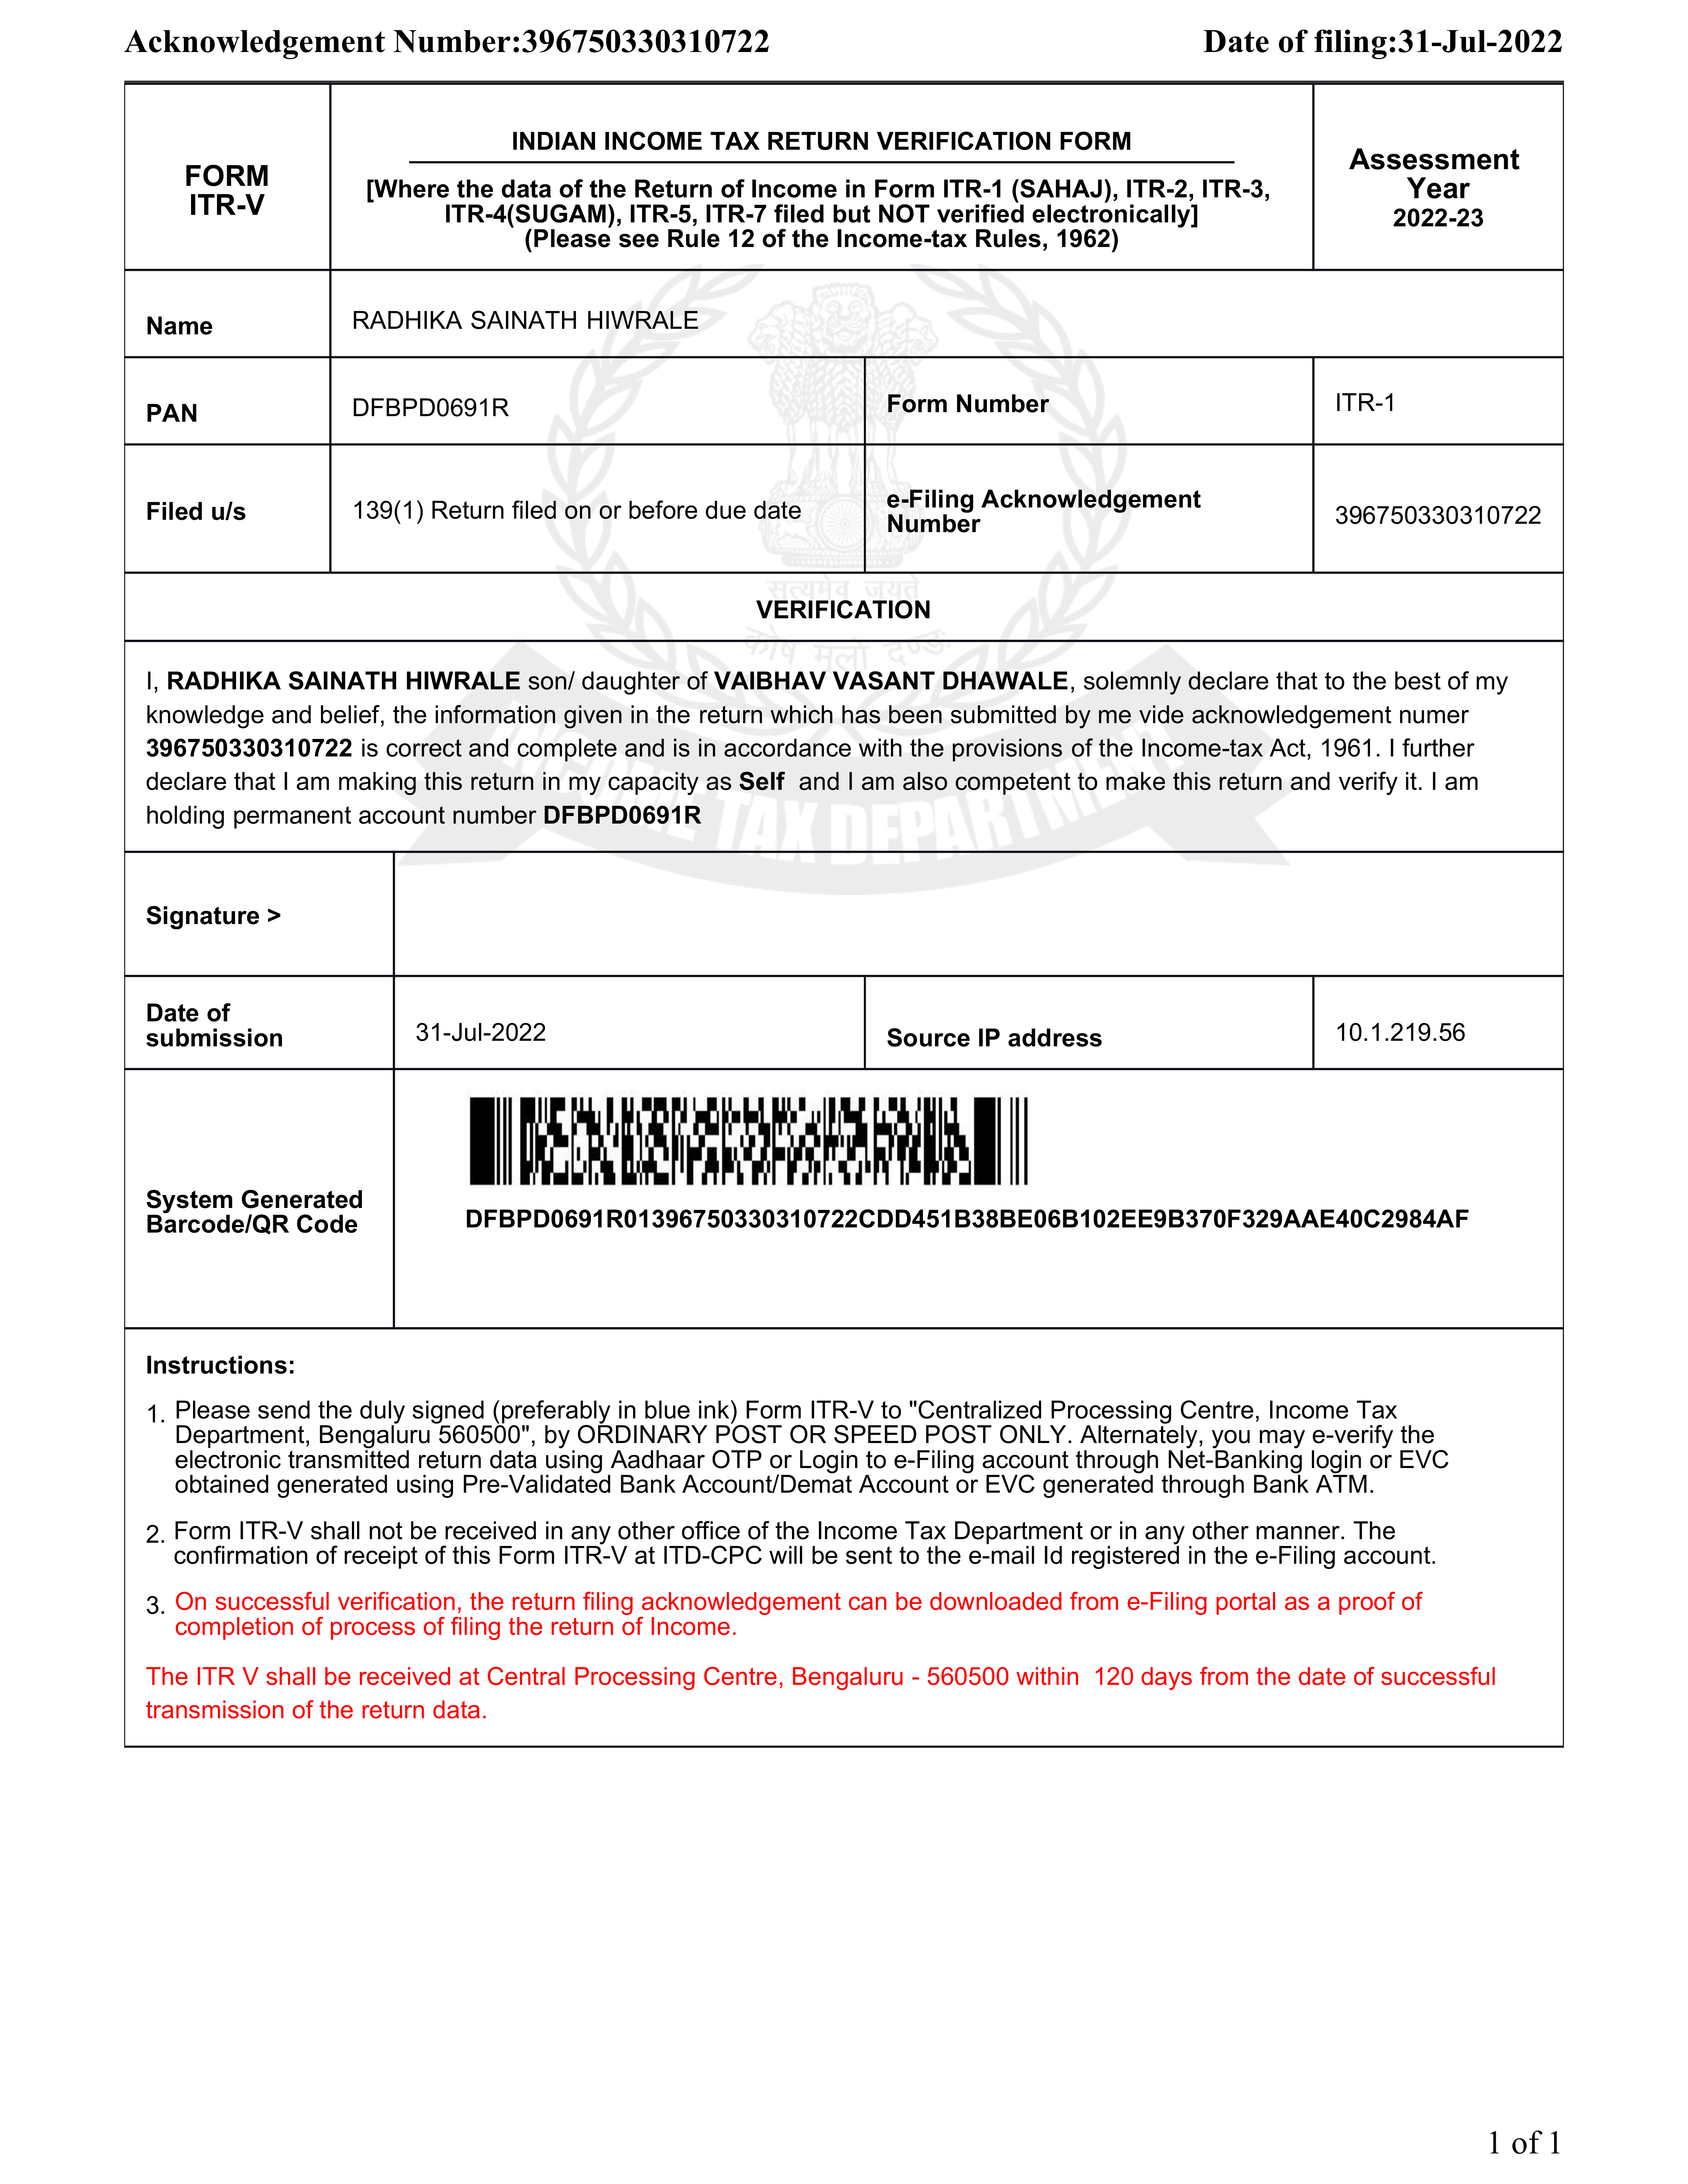 Acknowledgement Number:396750330310722 Date of filing:31-Jul-2022
FORM
ITR-V
INDIAN INCOME TAX RETURN VERIFICATION FORM
[Where the data of the Return of Income in Form ITR-1 (SAHAJ), ITR-2, ITR-3,
ITR-4(SUGAM), ITR-5, ITR-7 filed but NOT verified electronically]
(Please see Rule 12 of the Income-tax Rules, 1962)
Assessment
Year
2022-23
Name RADHIKA SAINATH HIWRALE
PAN DFBPD0691R Form Number ITR-1
Filed u/s 139(1) Return filed on or before due date e-Filing Acknowledgement
Number 396750330310722
सत्यमेव जयते
VERIFICATION
कोष मूलो दण्डः
I, RADHIKA SAINATH HIWRALE son/ daughter of VAIBHAV VASANT DHAWALE, solemnly declare that to the best of my
knowledge and belief, the information given in the return which has been submitted by me vide acknowledgement numer
396750330310722 is correct and complete and is in accordance with the provisions of the Income-tax Act, 1961. I further
declare that I am making this return in my capacity as Self and I am also competent to make this return and verify it. I am
holding permanent account number DFBPD0691R
INCOME TAX DEPARTMENT
Signature >
Date of
submission 31-Jul-2022 Source IP address 10.1.219.56
System Generated
Barcode/QR Code
DFBPD0691R01396750330310722CDD451B38BE06B102EE9B370F329AAE40C2984AF
Instructions:
1. Please send the duly signed (preferably in blue ink) Form ITR-V to "Centralized Processing Centre, Income Tax
Department, Bengaluru 560500", by ORDINARY POST OR SPEED POST ONLY. Alternately, you may e-verify the
electronic transmitted return data using Aadhaar OTP or Login to e-Filing account through Net-Banking login or EVC
obtained generated using Pre-Validated Bank Account/Demat Account or EVC generated through Bank ATM.
2. Form ITR-V shall not be received in any other office of the Income Tax Department or in any other manner. The
confirmation of receipt of this Form ITR-V at ITD-CPC will be sent to the e-mail Id registered in the e-Filing account.
3. On successful verification, the return filing acknowledgement can be downloaded from e-Filing portal as a proof of
completion of process of filing the return of Income.
The ITR V shall be received at Central Processing Centre, Bengaluru - 560500 within 120 days from the date of successful
transmission of the return data.
1 of 1